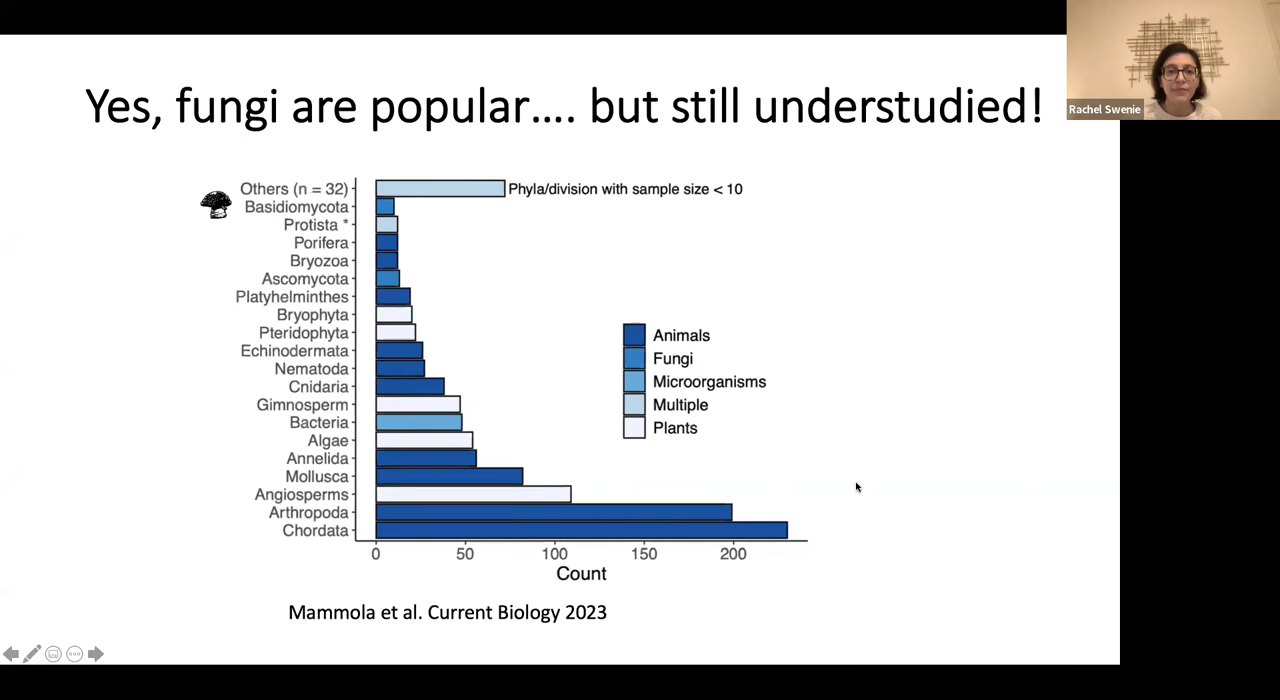 Yes, fungi are popular.... but still understudied!
Rachel Swenie
Others (n = 32)
Phyla/division with sample size < 10
Basidiomycota
Protista *
Porifera
Bryozoa
Ascomycota
Platyhelminthes
Bryophyta
Pteridophyta
Echinodermata
Nematoda
Cnidaria
Gimnosperm
Bacteria
Algae
Annelida
Mollusca
Angiosperms
Arthropoda
Chordata
Animals
Fungi
Microorganisms
Multiple
Plants
0 50 100 150 200
Count
Mammola et al. Current Biology 2023